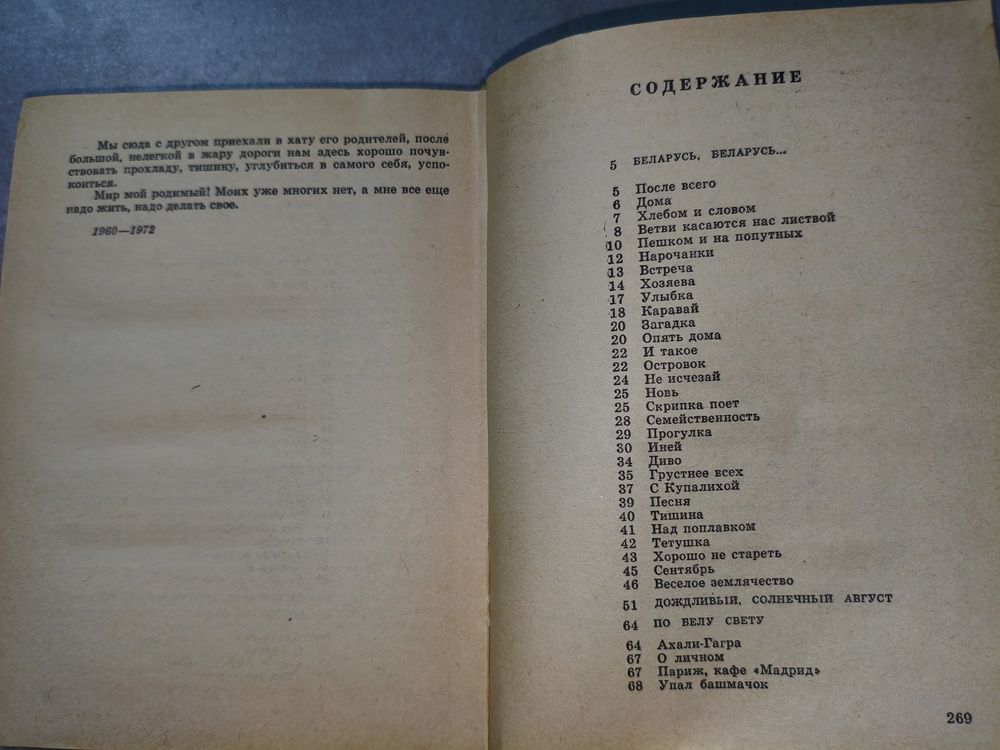 Мы сюда с другом приехали в хату его родителей, после
большой, нелегкой в жару дороги нам здесь хорошо почув-
ствовать прохладу, тишину, углубиться в самого себя, успо-
коиться.
Мир мой родимый! Моих уже многих нет, а мне все еще
надо жить, надо делать свое.
1960—1972
СОДЕРЖАНИЕ
5 БЕЛАРУСЬ, БЕЛАРУСЬ...
5 После всего
6 Дома
7 Хлебом и словом
8 Ветви касаются нас листвой
10 Пешком и на попутных
12 Нарочанки
13 Встреча
14 Хозяева
17 Улыбка
18 Каравай
20 Загадка
20 Опять дома
22 И такое
22 Островок
24 Не исчезай
25 Новь
25 Скрипка поет
28 Семейственность
29 Прогулка
30 Иней
34 Диво
35 Грустнее всех
37 С Купалихой
39 Песня
40 Тишина
41 Над поплавком
42 Тетушка
43 Хорошо не стареть
45 Сентябрь
46 Веселое землячество
51 ДОЖДЛИВЫЙ, СОЛНЕЧНЫЙ АВГУСТ
64 ПО БЕЛУ СВЕТУ
64 Ахали-Гагра
67 О личном
67 Париж, кафе «Мадрид»
68 Упал башмачок
269